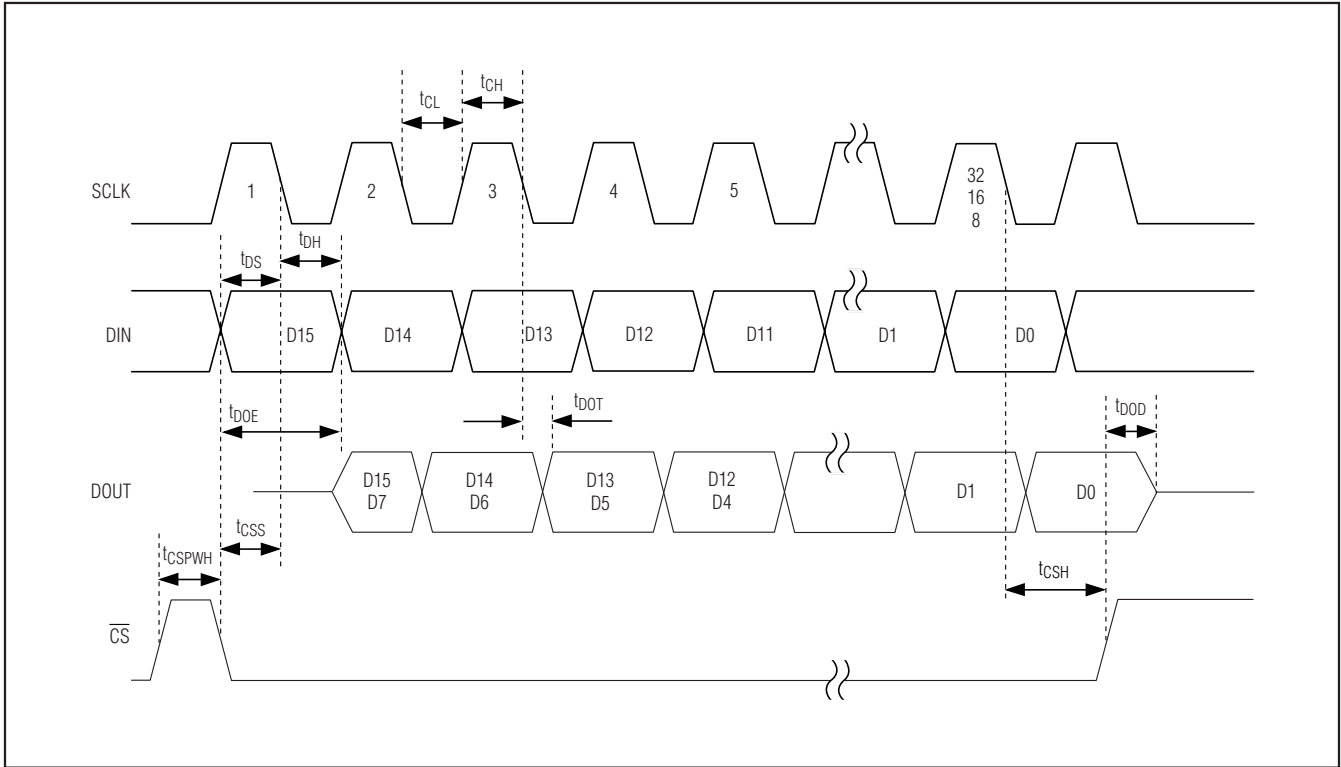 tCL
tCH
SCLK
1
2
3
4
5
32
16
8
tDS
tDH
DIN
D15
D14
D13
D12
D11
D1
D0
tDOE
tDOT
tDOD
DOUT
D15
D7
D14
D6
D13
D5
D12
D4
D1
D0
tCSS
tCSPWH
tCSH
CS